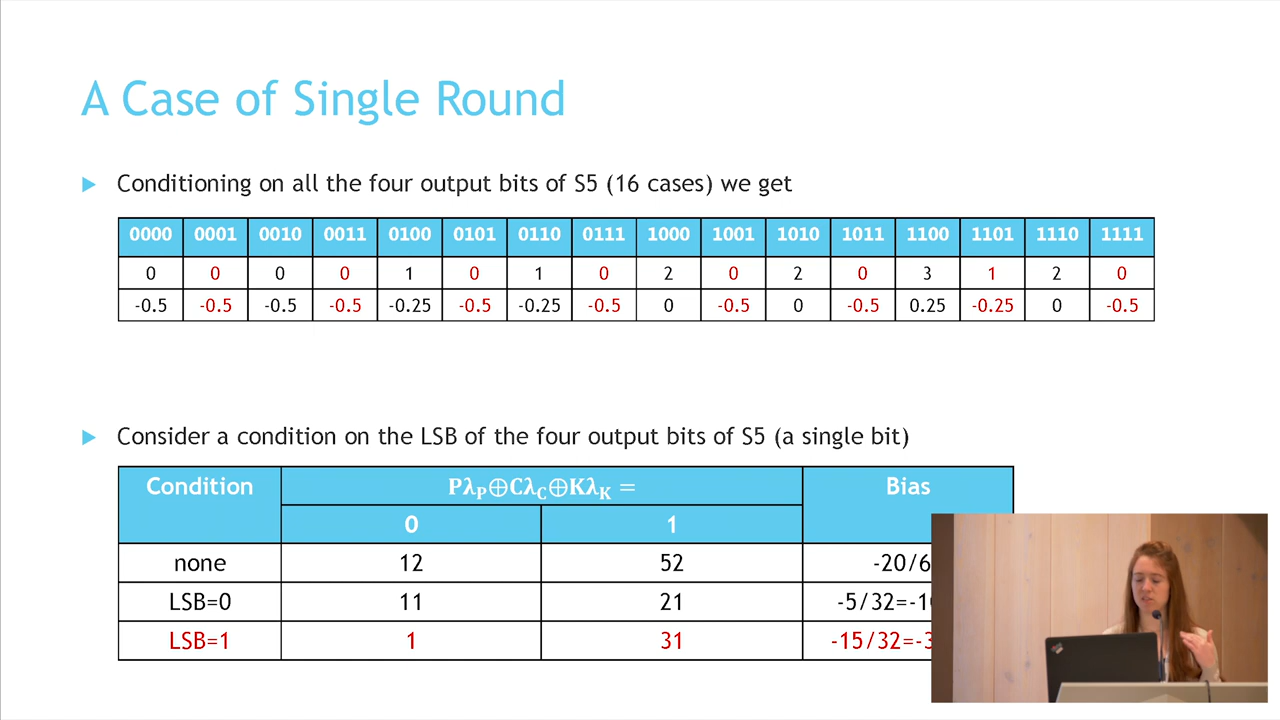 A Case of Single Round
Conditioning on all the four output bits of S5 (16 cases) we get
0000 0001 0010 0011 0100 0101 0110 0111 1000 1001 1010 1011 1100 1101 1110 1111
0 0 0 0 1 0 1 0 2 0 2 0 3 1 2 0
-0.5 -0.5 -0.5 -0.5 -0.25 -0.5 -0.25 -0.5 0 -0.5 0 -0.5 0.25 -0.25 0 -0.5
Consider a condition on the LSB of the four output bits of S5 (a single bit)
Condition Pλ_P⊕Cλ_C⊕Kλ_K = Bias
0 1
none 12 52 -20/6
LSB=0 11 21 -5/32=-1
LSB=1 1 31 -15/32=-3